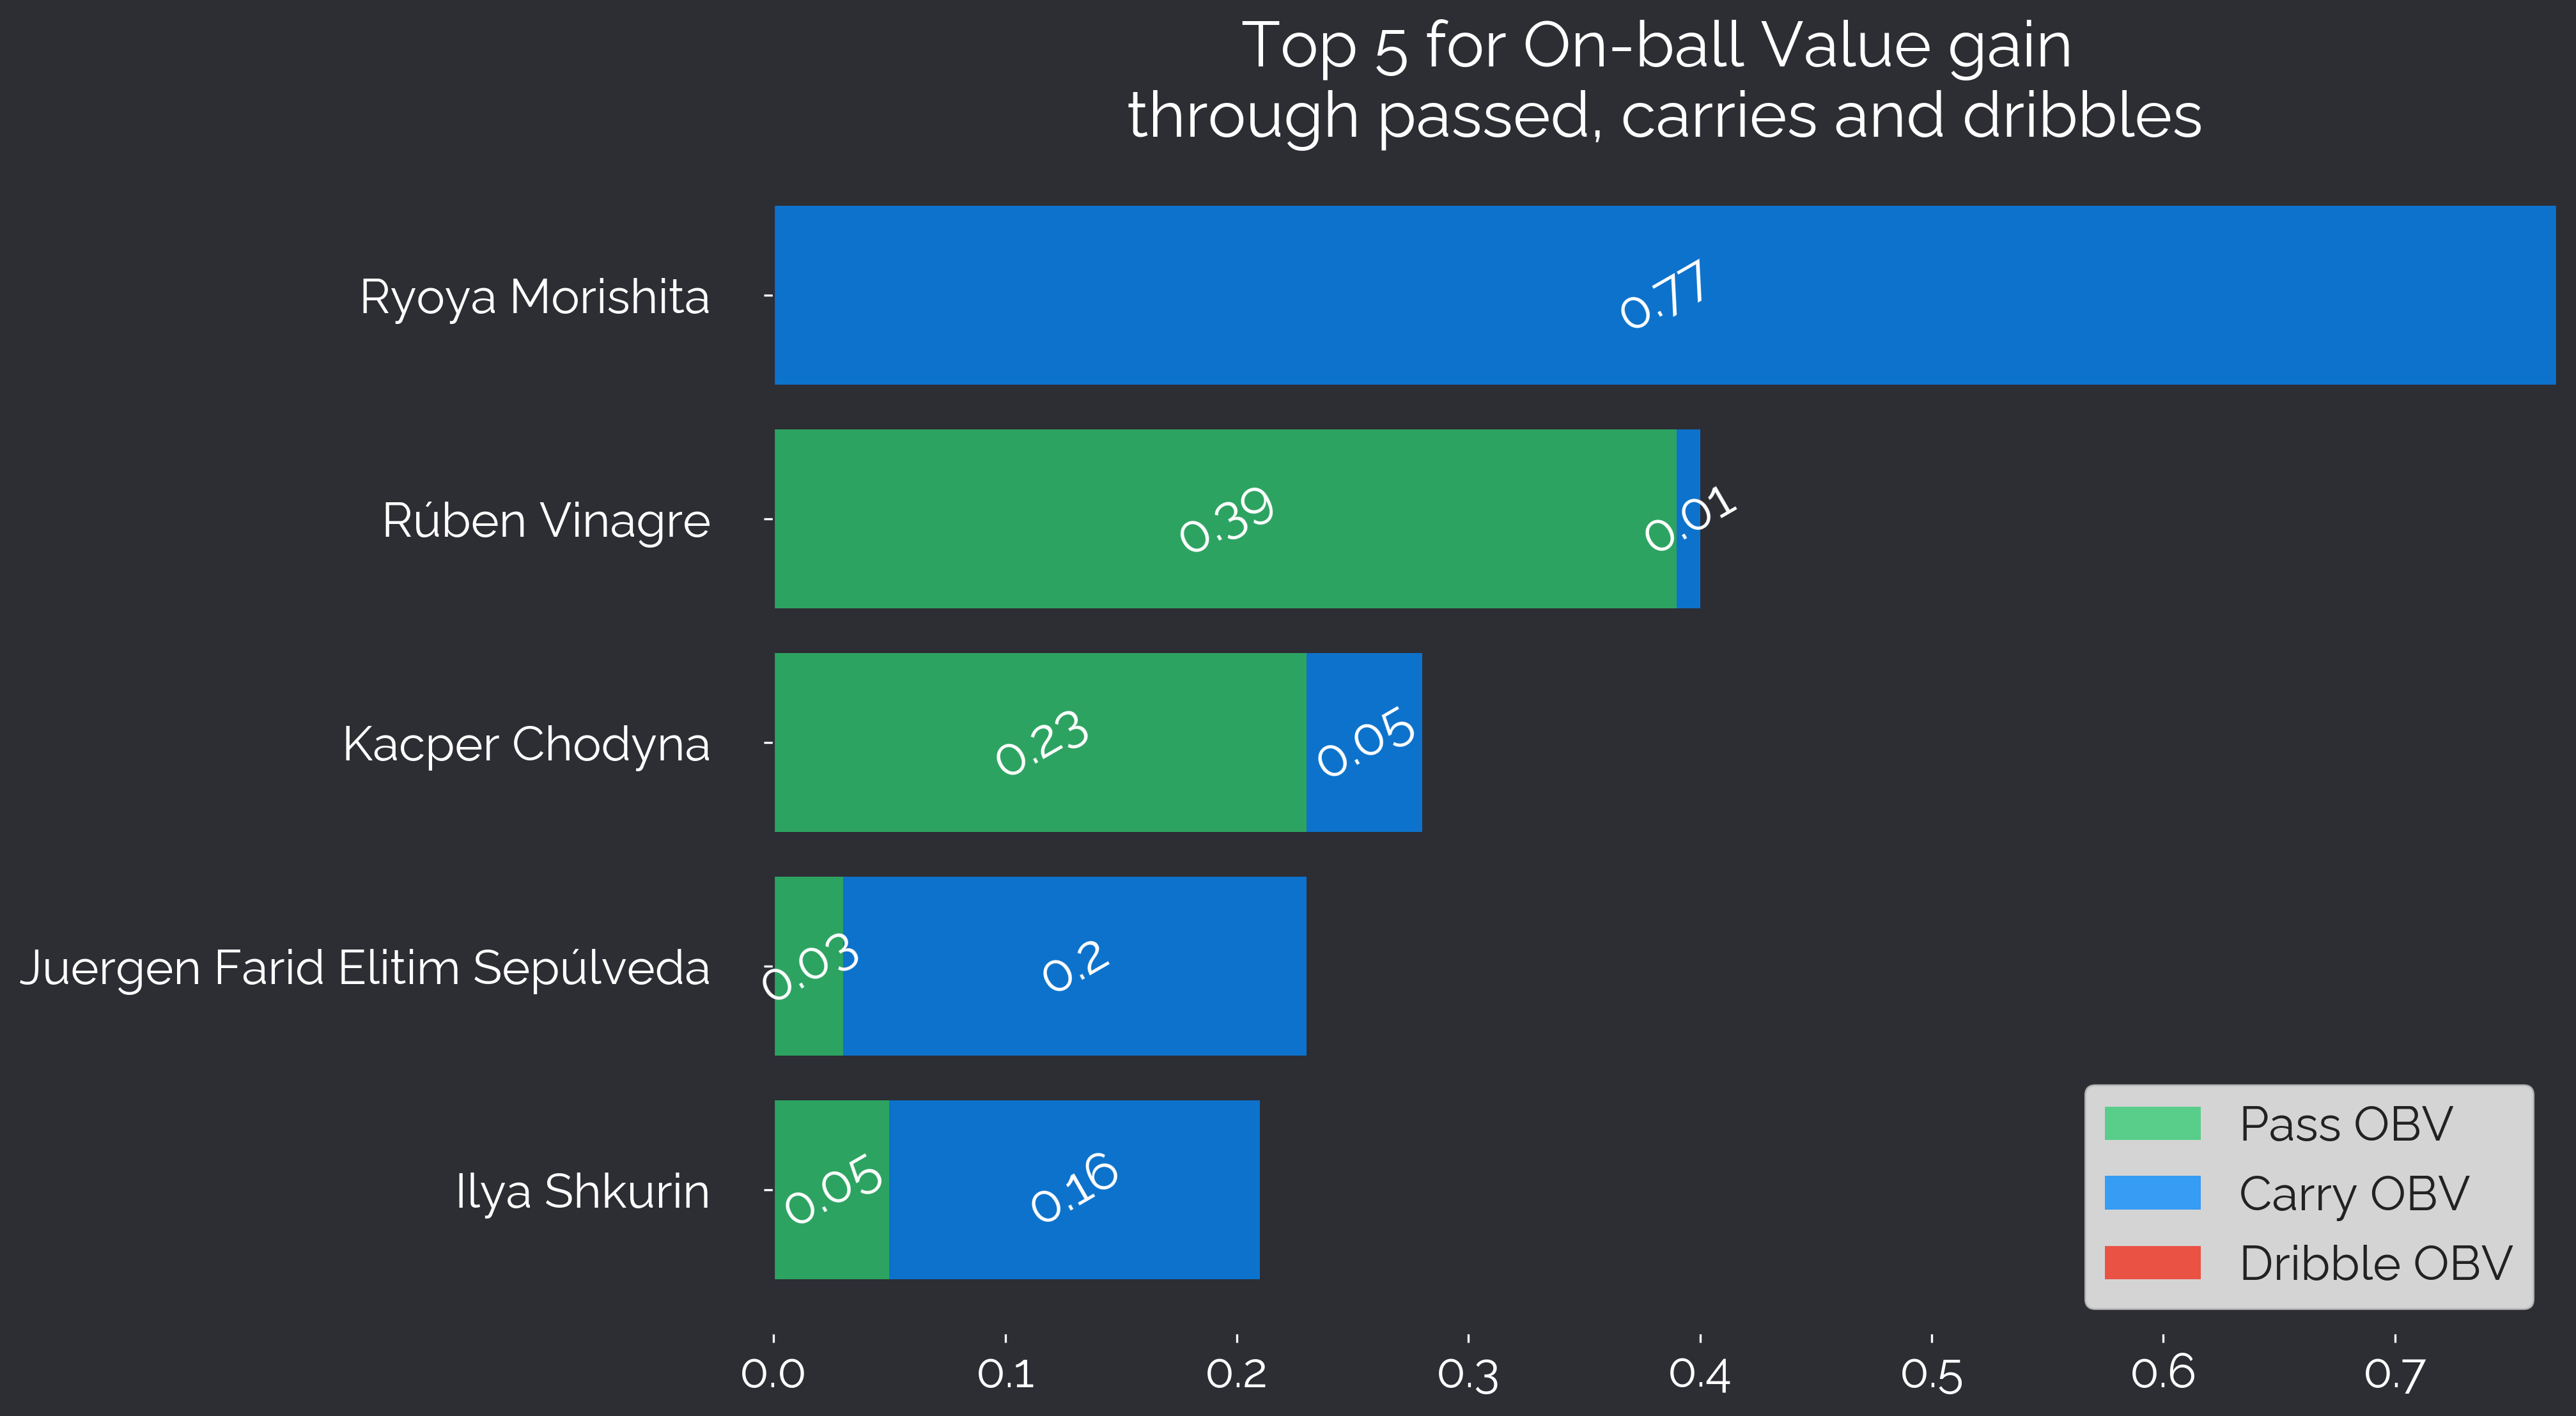 Top 5 for On-ball Value gain
through passed, carries and dribbles
Ryoya Morishita
0.77
Rúben Vinagre
0.39
0.01
Kacper Chodyna
0.23
0.05
Juergen Farid Elitim Sepúlveda
0.03
0.2
Ilya Shkurin
0.05
0.16
Pass OBV
Carry OBV
Dribble OBV
0.0 0.1 0.2 0.3 0.4 0.5 0.6 0.7